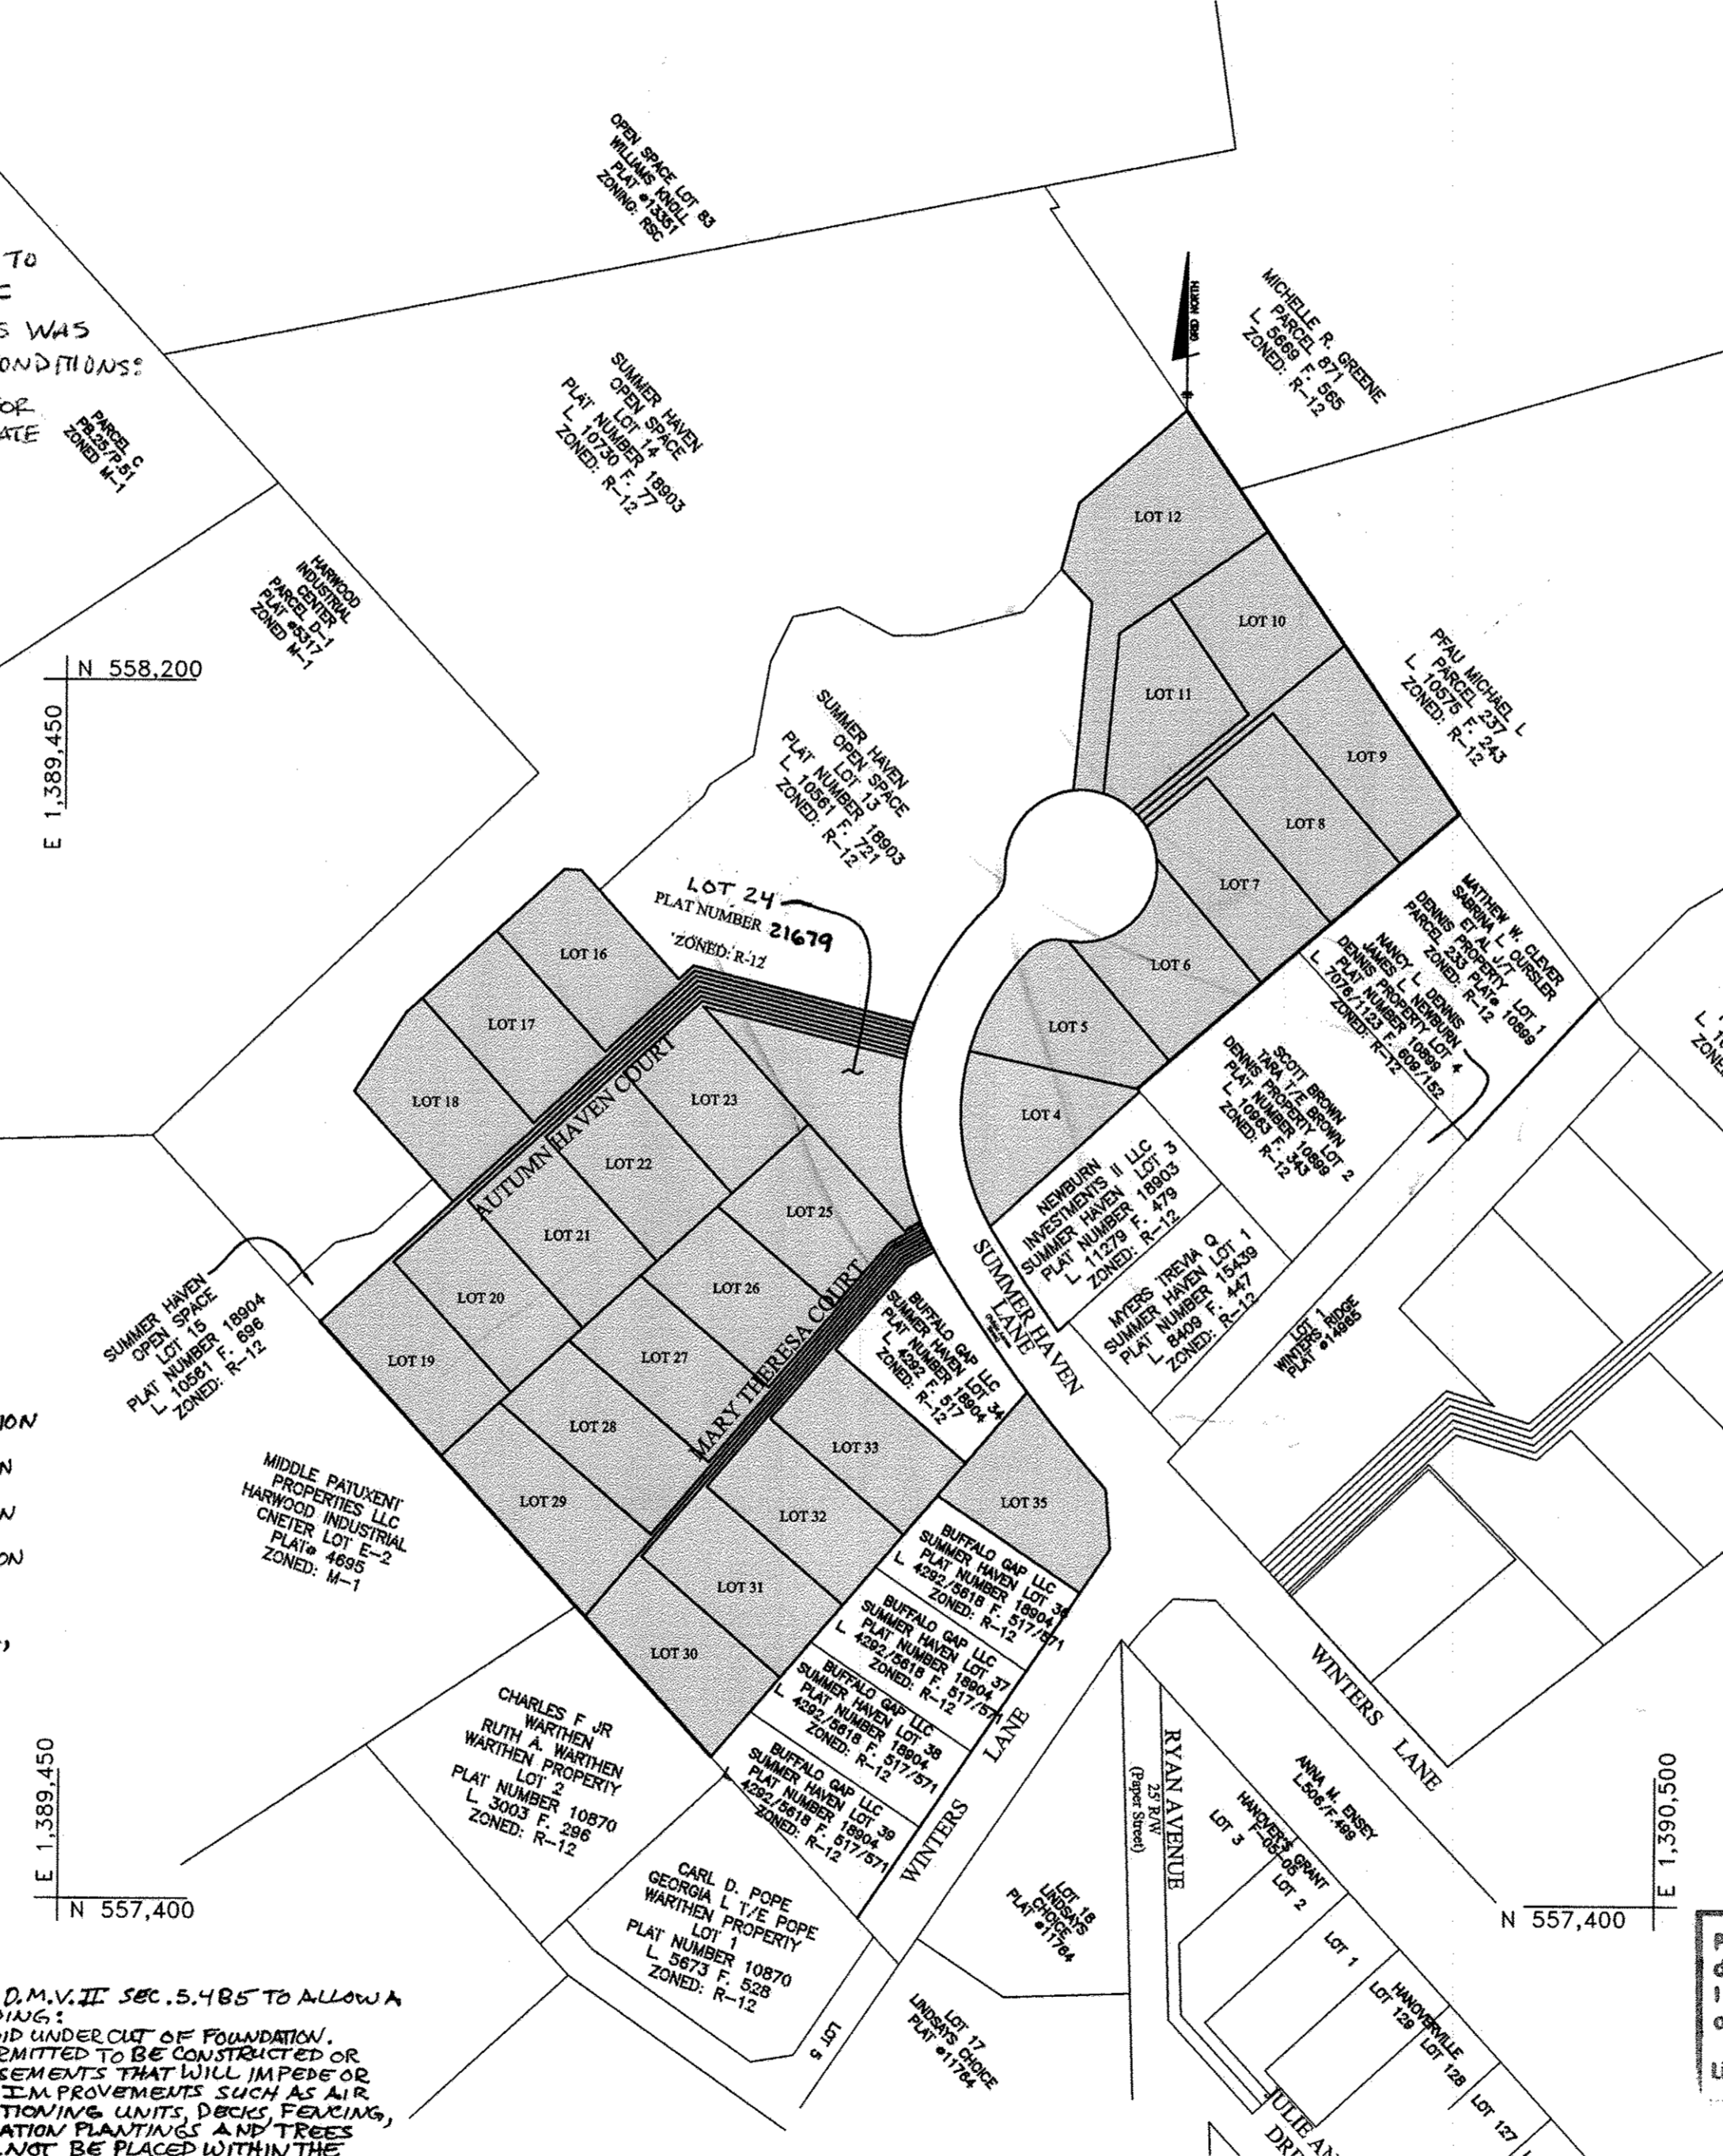 OPEN SPACE LOT 83
WILLIAMS KNOLL
PLAT #13351
ZONING: RSC
TO
S WAS
CONDITIONS:
FOR
PARCEL C
PB.25/P.51
ZONED M-1
HARWOOD
INDUSTRIAL
CENTER
PARCEL D-1
PLAT #5317
ZONED M-1
SUMMER HAVEN
OPEN SPACE
LOT 14
PLAT NUMBER 18903
L. 10730 F. 77
ZONED: R-12
GRID NORTH
MICHELLE R. GREENE
PARCEL 871
L. 5669 F. 565
ZONED: R-12
LOT 12
LOT 10
LOT 11
LOT 9
LOT 8
LOT 7
LOT 6
LOT 5
LOT 4
PFAU MICHAEL L
PARCEL 237
L. 10575 F. 243
ZONED: R-12
N 558,200
E 1,389,450
SUMMER HAVEN
OPEN SPACE
LOT 13
PLAT NUMBER 18903
L. 10561 F. 721
ZONED: R-12
LOT 24
PLAT NUMBER 21679
ZONED: R-12
MATTHEW W. CLEVER
SABRINA L. OURSLER
ET AL J/T
DENNIS PROPERTY LOT 1
PARCEL 233 PLAT# 10899
ZONED: R-12
NANCY L. DENNIS
JAMES L. NEWBURN
DENNIS PROPERTY LOT 4
PLAT NUMBER 10899
L. 7076/1123 F. 609/152
ZONED: R-12
SCOTT BROWN
TARA T/E BROWN
DENNIS PROPERTY LOT 2
PLAT NUMBER 10899
L. 10963 F. 343
ZONED: R-12
NEWBURN
INVESTMENTS II LLC
SUMMER HAVEN LOT 3
PLAT NUMBER 18903
L. 11279 F. 479
ZONED: R-12
MYERS TREVIA Q
SUMMER HAVEN LOT 1
PLAT NUMBER 15439
L. 8409 F. 447
ZONED: R-12
LOT 1
WINTERS RIDGE
PLAT #14965
LOT 16
LOT 17
LOT 18
AUTUMN HAVEN COURT
LOT 23
LOT 22
LOT 21
LOT 20
LOT 19
LOT 25
LOT 26
LOT 27
LOT 28
LOT 29
MARY THERESA COURT
SUMMER HAVEN
LANE
BUFFALO GAP LLC
SUMMER HAVEN LOT 34
PLAT NUMBER 18904
L. 4292 F. 517
ZONED: R-12
LOT 33
LOT 32
LOT 31
LOT 30
LOT 35
BUFFALO GAP LLC
SUMMER HAVEN LOT 36
PLAT NUMBER 18904
L. 4292/5618 F. 517/571
ZONED: R-12
BUFFALO GAP LLC
SUMMER HAVEN LOT 37
PLAT NUMBER 18904
L. 4292/5618 F. 517/571
ZONED: R-12
BUFFALO GAP LLC
SUMMER HAVEN LOT 38
PLAT NUMBER 18904
L. 4292/5618 F. 517/571
ZONED: R-12
BUFFALO GAP LLC
SUMMER HAVEN LOT 39
PLAT NUMBER 18904
L. 4292/5618 F. 517/571
ZONED: R-12
SUMMER HAVEN
OPEN SPACE
LOT 15
PLAT NUMBER 18904
L. 10561 F. 696
ZONED: R-12
MIDDLE PATUXENT
PROPERTIES LLC
HARWOOD INDUSTRIAL
CNETER LOT E-2
PLAT# 4695
ZONED: M-1
CHARLES F JR
WARTHEN
RUTH A. WARTHEN
WARTHEN PROPERTY
LOT 2
PLAT NUMBER 10870
L. 3003 F. 296
ZONED: R-12
CARL D. POPE
GEORGIA L T/E POPE
WARTHEN PROPERTY
LOT 1
PLAT NUMBER 10870
L. 5673 F. 528
ZONED: R-12
WINTERS LANE
LOT 5
LOT 18
LINDSAYS
CHOICE
PLAT #11764
LOT 17
LINDSAYS CHOICE
PLAT #11764
RYAN AVENUE
25' R/W
(Paper Street)
WINTERS LANE
ANNA M. ENSEY
L.506/F.499
HANOVER'S GRANT
F-05-05
LOT 3
LOT 2
LOT 1
HANOVERVILLE
LOT 129
LOT 128
LOT 127
E 1,389,450
N 557,400
E 1,390,500
N 557,400
D.M.V.II SEC.5.485 TO ALLOW A
DING:
ID UNDERCUT OF FOUNDATION.
RMITTED TO BE CONSTRUCTED OR
SEMENTS THAT WILL IMPEDE OR
IMPROVEMENTS SUCH AS AIR
TIONING UNITS, DECKS, FENCING,
ATION PLANTINGS AND TREES
NOT BE PLACED WITHIN THE